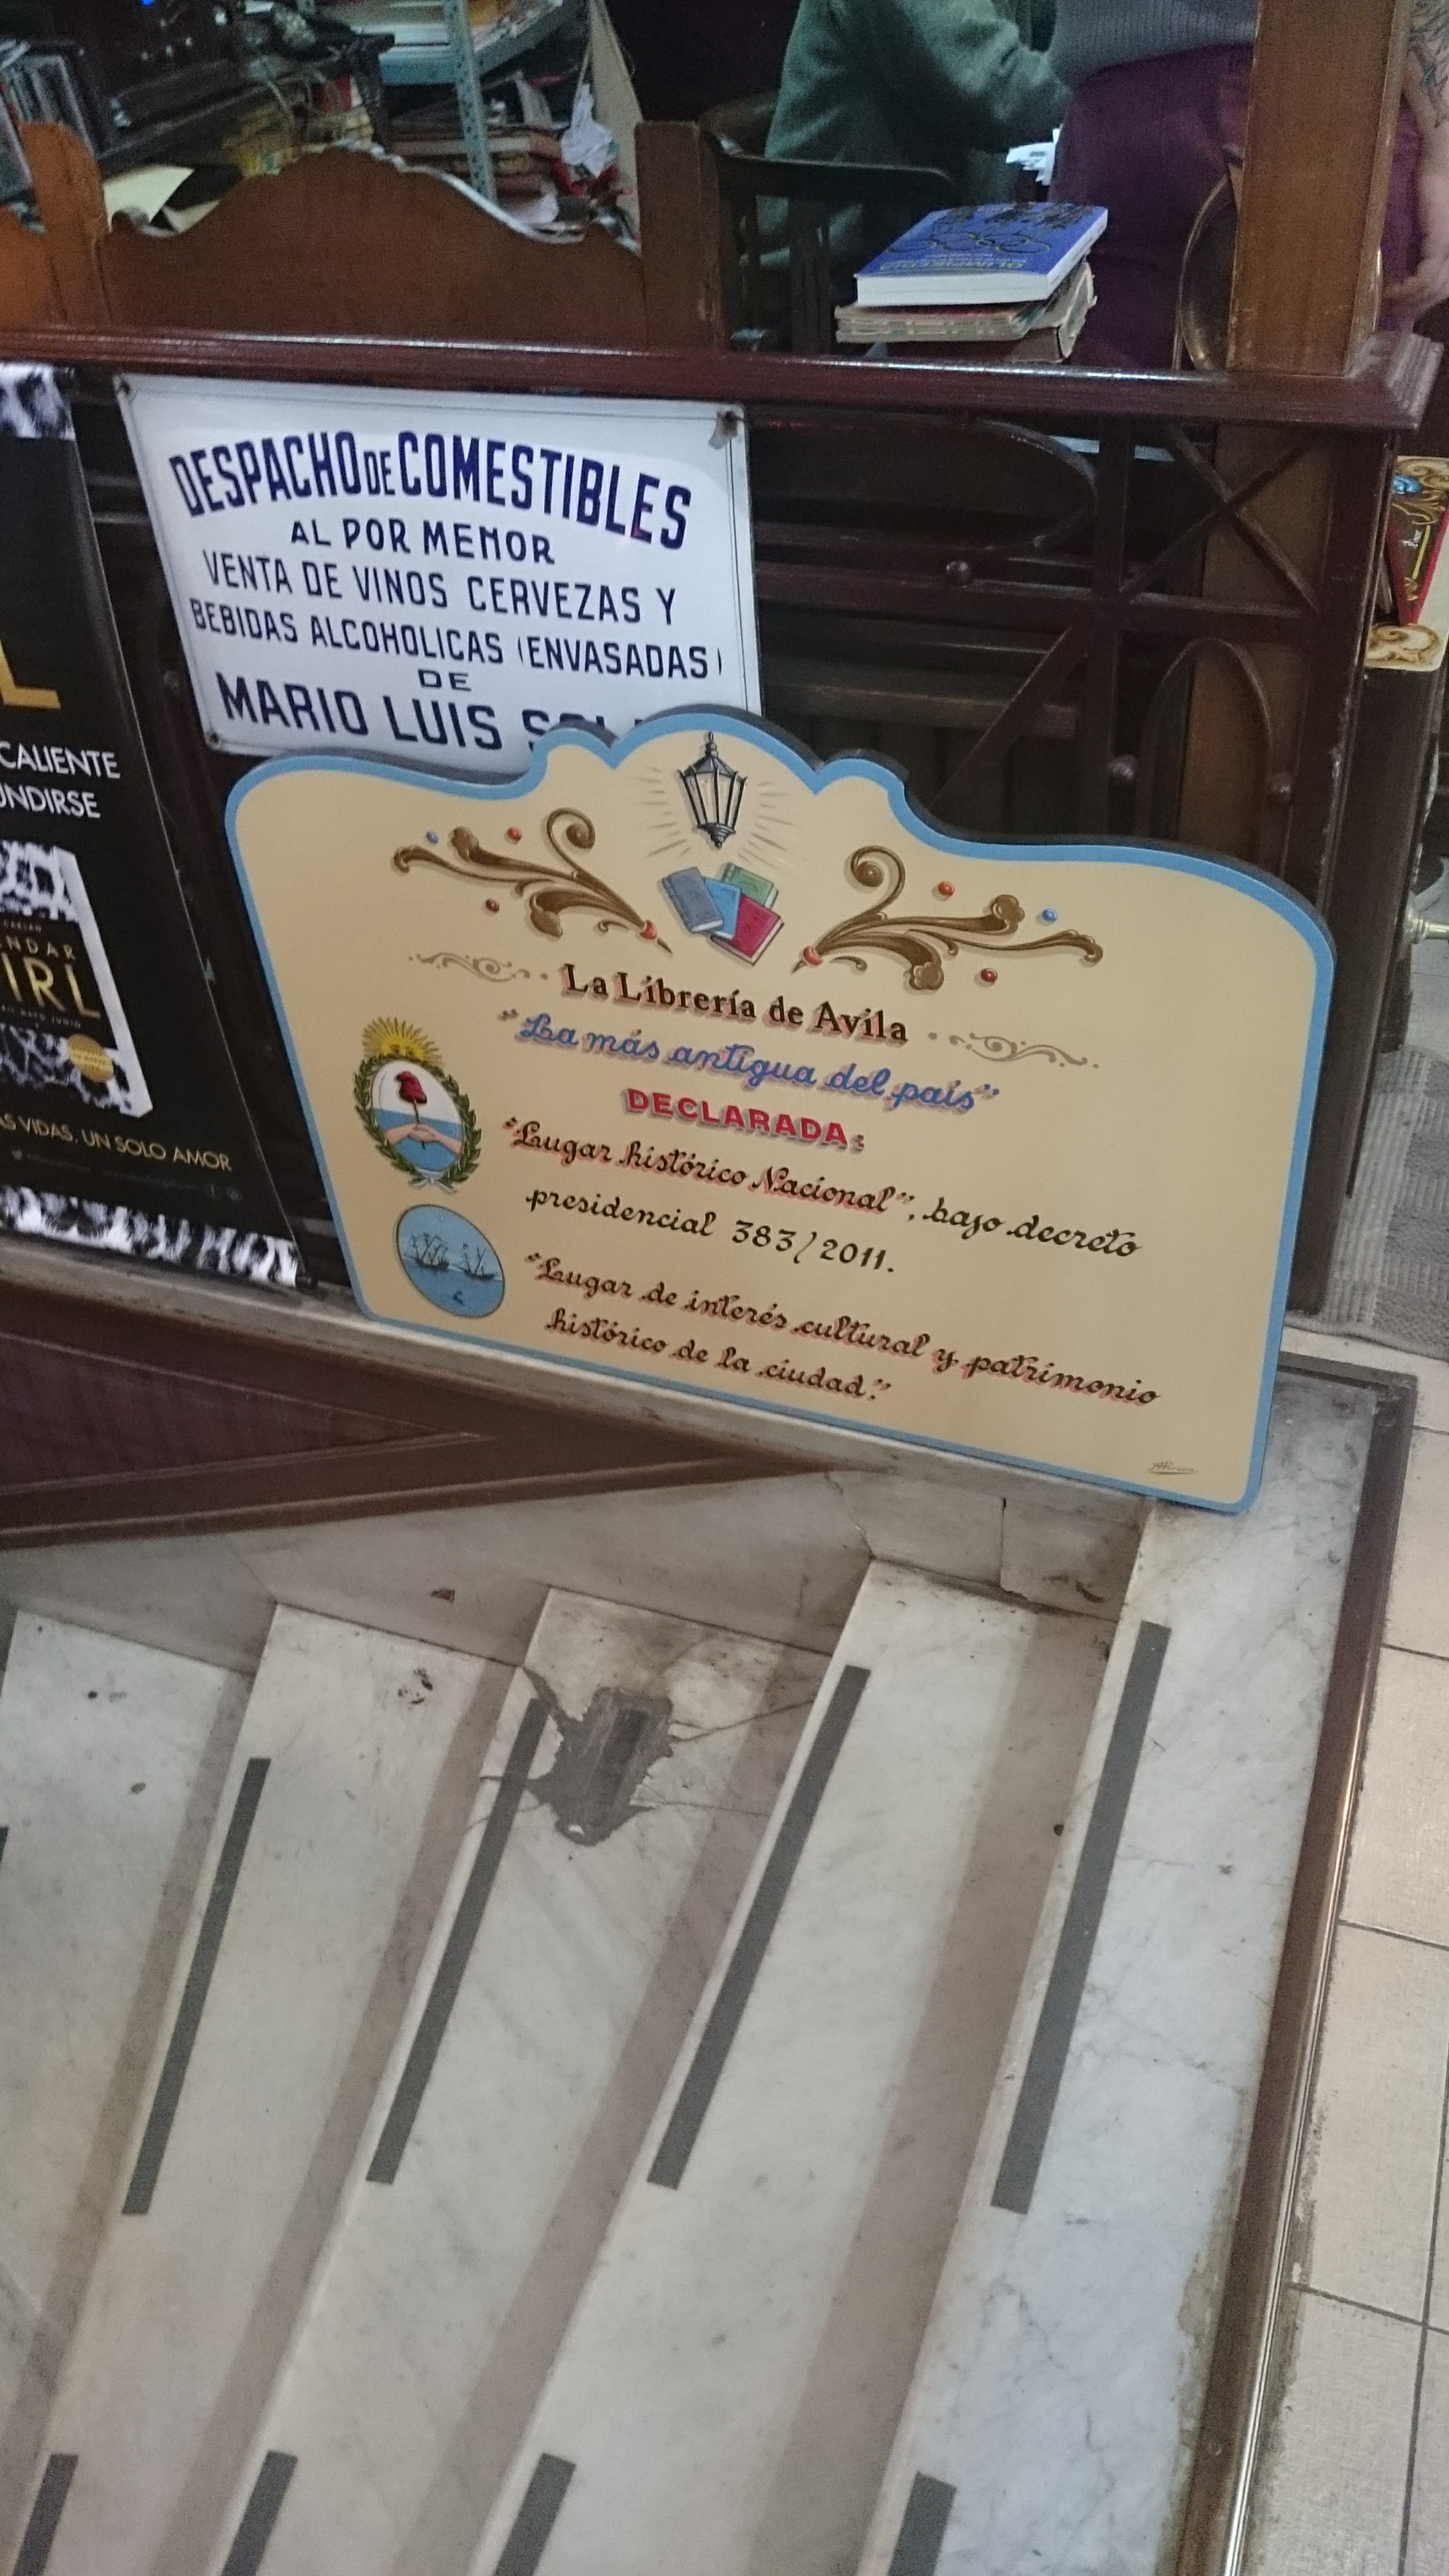 DESPACHO DE COMESTIBLES
AL POR MENOR
VENTA DE VINOS CERVEZAS Y
BEBIDAS ALCOHOLICAS (ENVASADAS)
DE
MARIO LUIS
L
CALIENTE
UNDIRSE
NDAR
IRL
AS VIDAS. UN SOLO AMOR
La Librería de Avila
"La más antigua del país"
DECLARADA:
"Lugar histórico Nacional", bajo decreto
presidencial 383/2011.
"Lugar de interés cultural y patrimonio
histórico de la ciudad."